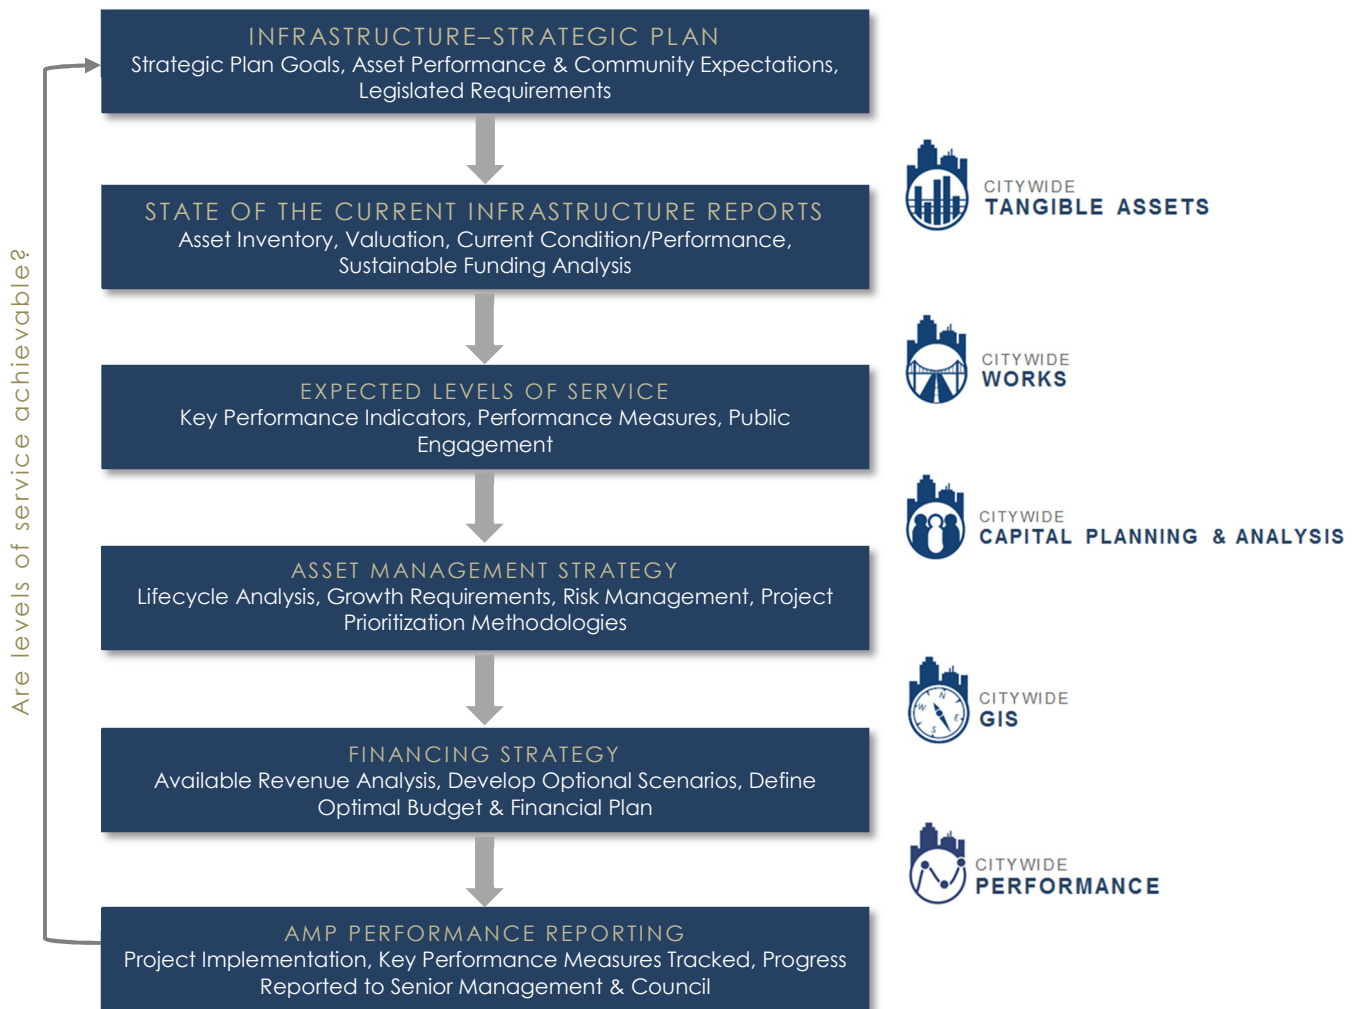 INFRASTRUCTURE–STRATEGIC PLAN
Strategic Plan Goals, Asset Performance & Community Expectations,
Legislated Requirements
STATE OF THE CURRENT INFRASTRUCTURE REPORTS
Asset Inventory, Valuation, Current Condition/Performance,
Sustainable Funding Analysis
EXPECTED LEVELS OF SERVICE
Key Performance Indicators, Performance Measures, Public
Engagement
ASSET MANAGEMENT STRATEGY
Lifecycle Analysis, Growth Requirements, Risk Management, Project
Prioritization Methodologies
FINANCING STRATEGY
Available Revenue Analysis, Develop Optional Scenarios, Define
Optimal Budget & Financial Plan
AMP PERFORMANCE REPORTING
Project Implementation, Key Performance Measures Tracked, Progress
Reported to Senior Management & Council
Are levels of service achievable?
CITYWIDE
TANGIBLE ASSETS
CITYWIDE
WORKS
CITYWIDE
CAPITAL PLANNING & ANALYSIS
N
W
E
S
CITYWIDE
GIS
CITYWIDE
PERFORMANCE